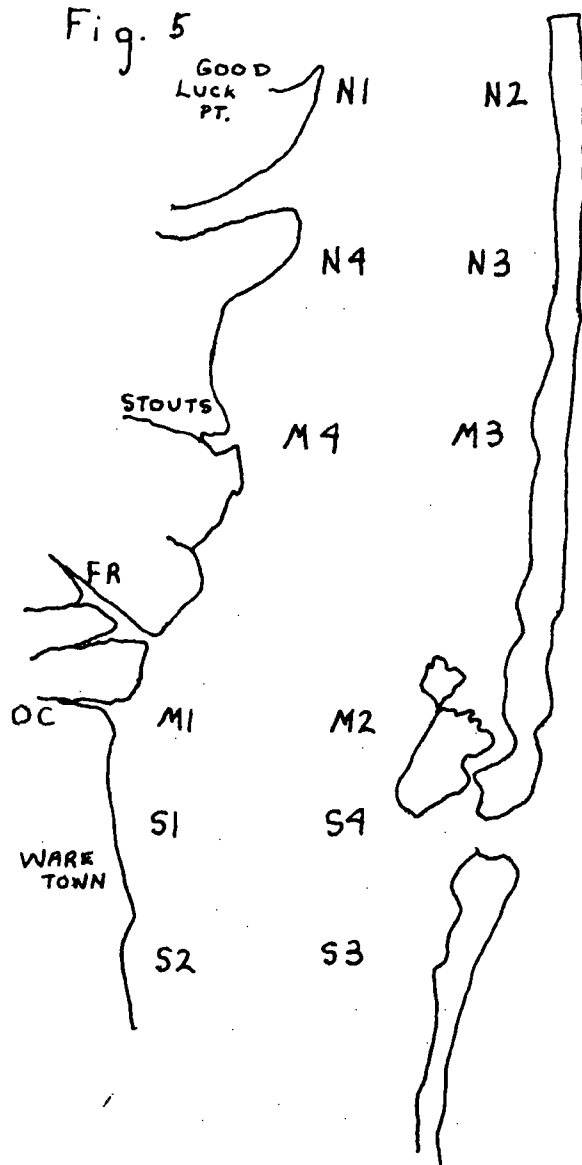 Fig. 5
GOOD
LUCK
PT.
N1 N2
N4 N3
STOUTS
M4 M3
FR
OC M1 M2
S1 S4
WARE
TOWN
S2 S3